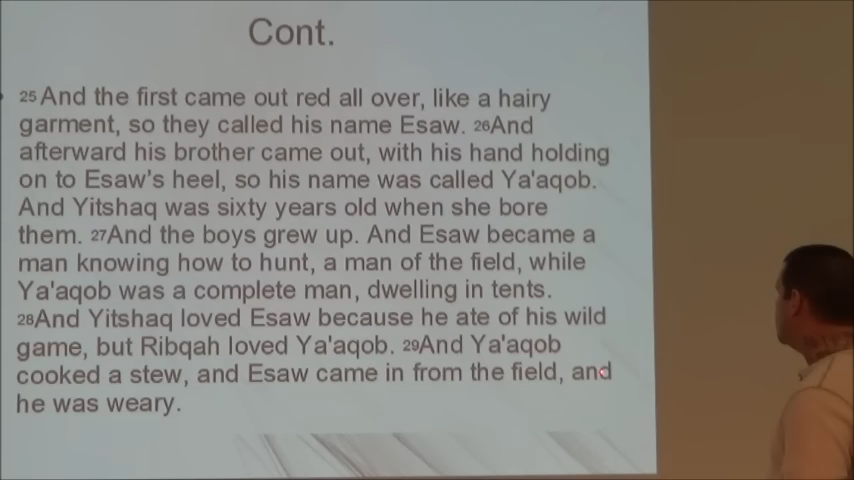 Cont.
25 And the first came out red all over, like a hairy
garment, so they called his name Esaw. 26And
afterward his brother came out, with his hand holding
on to Esaw's heel, so his name was called Ya'aqob.
And Yitshaq was sixty years old when she bore
them. 27And the boys grew up. And Esaw became a
man knowing how to hunt, a man of the field, while
Ya'aqob was a complete man, dwelling in tents.
28And Yitshaq loved Esaw because he ate of his wild
game, but Ribqah loved Ya'aqob. 29And Ya'aqob
cooked a stew, and Esaw came in from the field, and
he was weary.